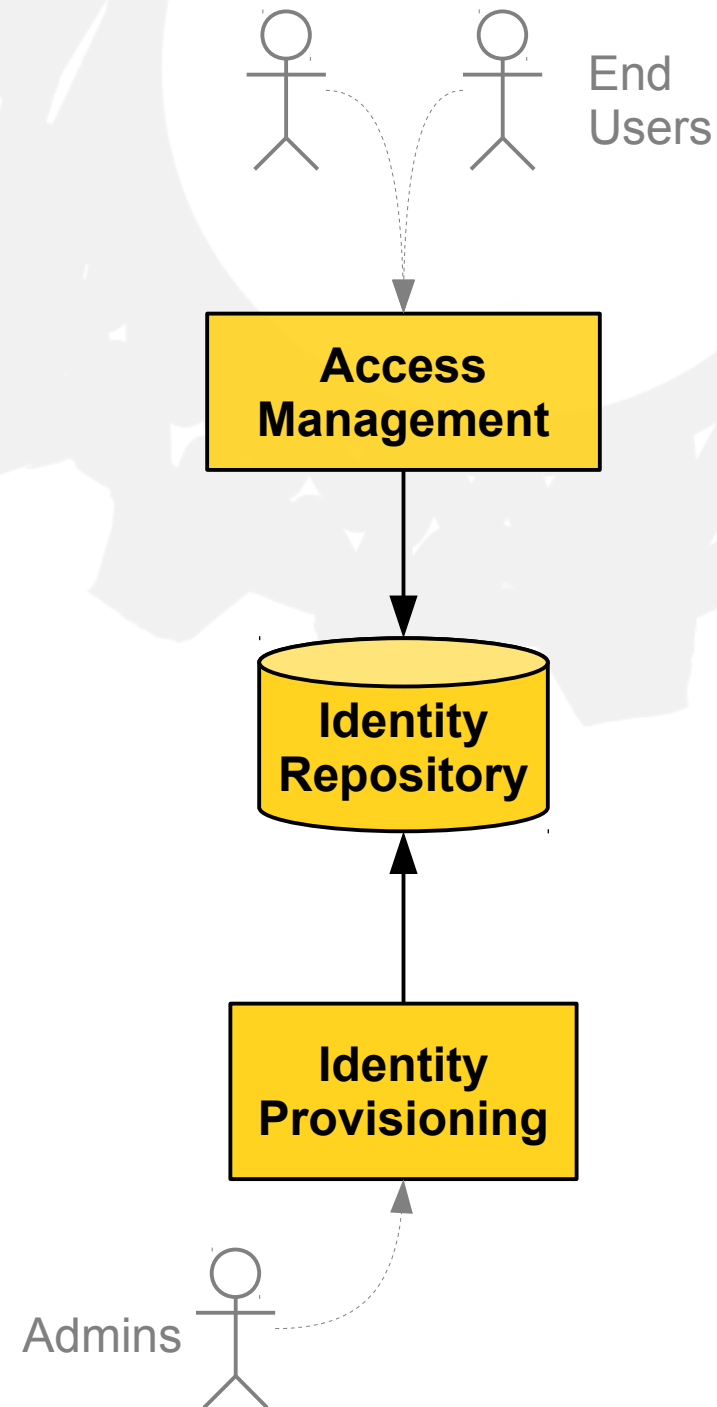 End
Users
Access
Management
Identity
Repository
Identity
Provisioning
Admins